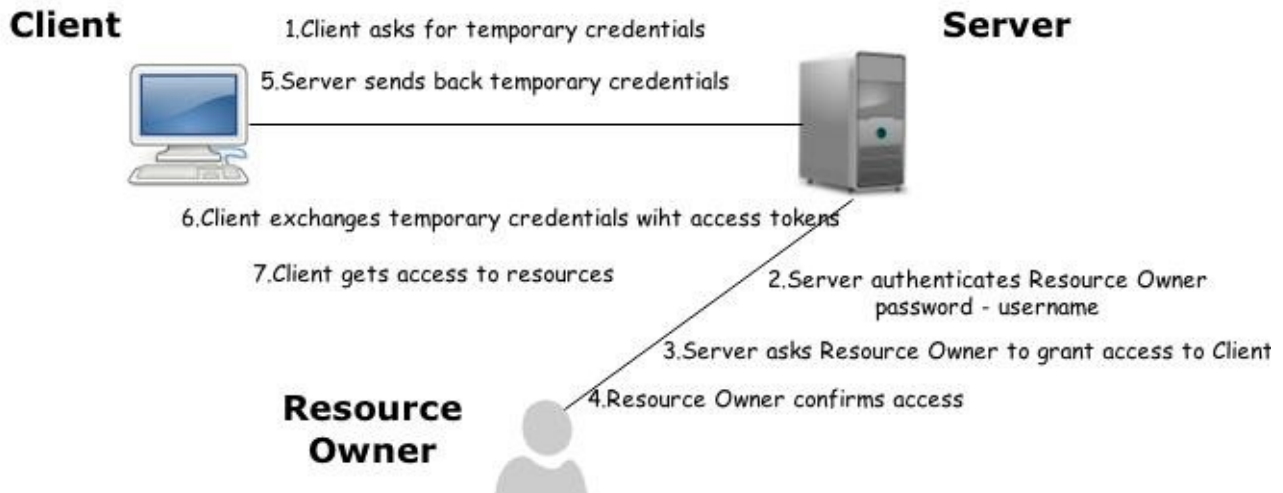 Client
Server
1.Client asks for temporary credentials
5.Server sends back temporary credentials
6.Client exchanges temporary credentials wiht access tokens
7.Client gets access to resources
2.Server authenticates Resource Owner
password - username
3.Server asks Resource Owner to grant access to Client
4.Resource Owner confirms access
Resource
Owner